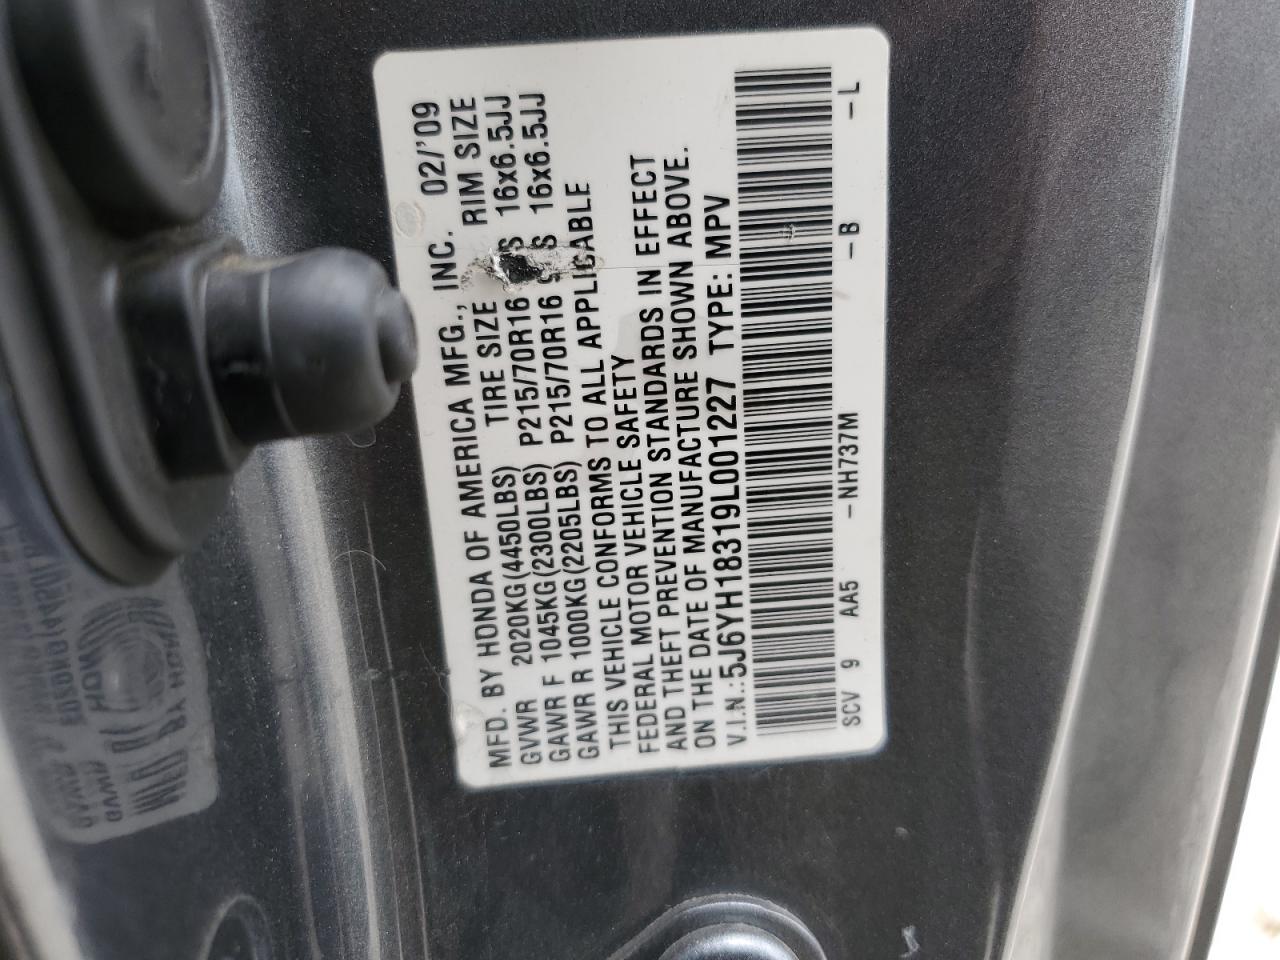 MFD. BY HONDA OF AMERICA MFG., INC. 02/'09
TIRE SIZE RIM SIZE
GVWR 2020KG(4450LBS) P215/70R16 S 16x6.5JJ
GAWR F 1045KG(2300LBS) P215/70R16 S 16x6.5JJ
GAWR R 1000KG(2205LBS)
THIS VEHICLE CONFORMS TO ALL APPLICABLE
FEDERAL MOTOR VEHICLE SAFETY
AND THEFT PREVENTION STANDARDS IN EFFECT
ON THE DATE OF MANUFACTURE SHOWN ABOVE.
V.I.N.:5J6YH18319L001227 TYPE: MPV
SCV 9 AA5 -NH737M -B -L